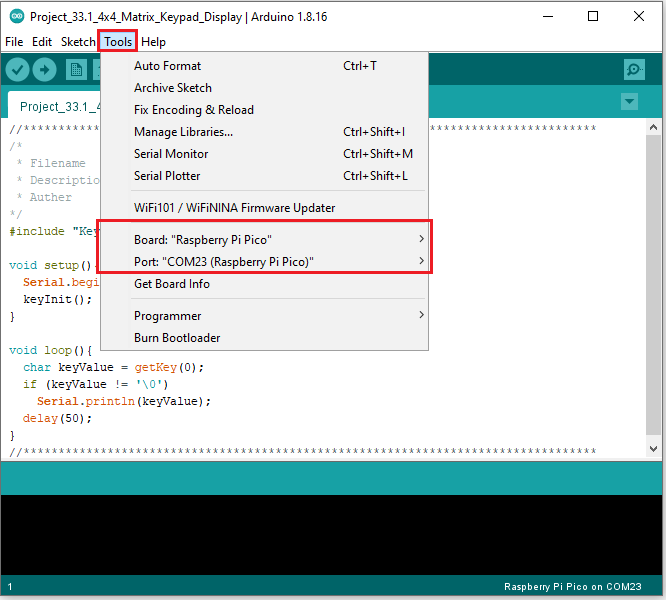 Project_33.1_4x4_Matrix_Keypad_Display | Arduino 1.8.16
File Edit Sketch Tools Help
Auto Format Ctrl+T
Archive Sketch
Project_33.1_4
Fix Encoding & Reload
Manage Libraries... Ctrl+Shift+I
Serial Monitor Ctrl+Shift+M
Serial Plotter Ctrl+Shift+L
WiFi101 / WiFiNINA Firmware Updater
Board: "Raspberry Pi Pico"
Port: "COM23 (Raspberry Pi Pico)"
Get Board Info
Programmer
Burn Bootloader
/*
* Filename
* Descriptio
* Auther
*/
#include "Key
void setup()
Serial.begi
keyInit();
}
void loop(){
char keyValue = getKey(0);
if (keyValue != '\0')
Serial.println(keyValue);
delay(50);
}
1 Raspberry Pi Pico on COM23